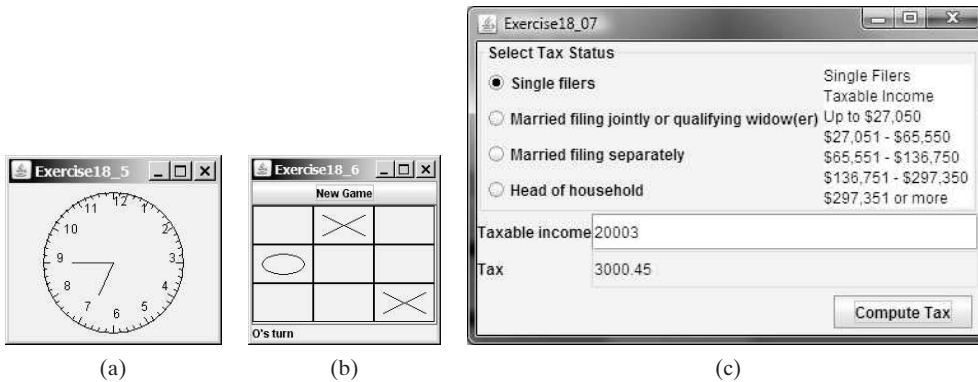 Exercise18_5
12
1
2
3
4
5
6
7
8
9
10
11
(a)
Exercise18_6
New Game
O's turn
(b)
Exercise18_07
Select Tax Status
Single filers
Married filing jointly or qualifying widow(er)
Married filing separately
Head of household
Single Filers
Taxable Income
Up to $27,050
$27,051 - $65,550
$65,551 - $136,750
$136,751 - $297,350
$297,351 or more
Taxable income 20003
Tax 3000.45
Compute Tax
(c)